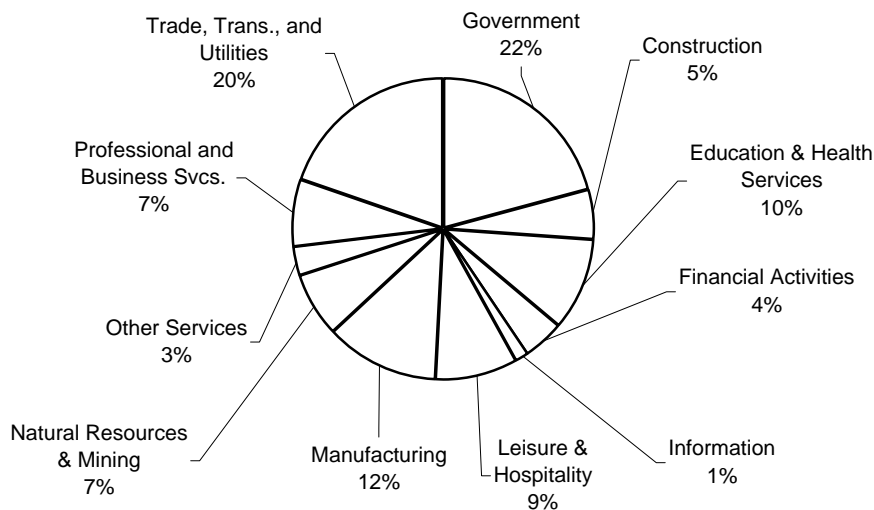 Government
22%
Construction
5%
Education & Health
Services
10%
Financial Activities
4%
Information
1%
Leisure &
Hospitality
9%
Manufacturing
12%
Natural Resources
& Mining
7%
Other Services
3%
Professional and
Business Svcs.
7%
Trade, Trans., and
Utilities
20%